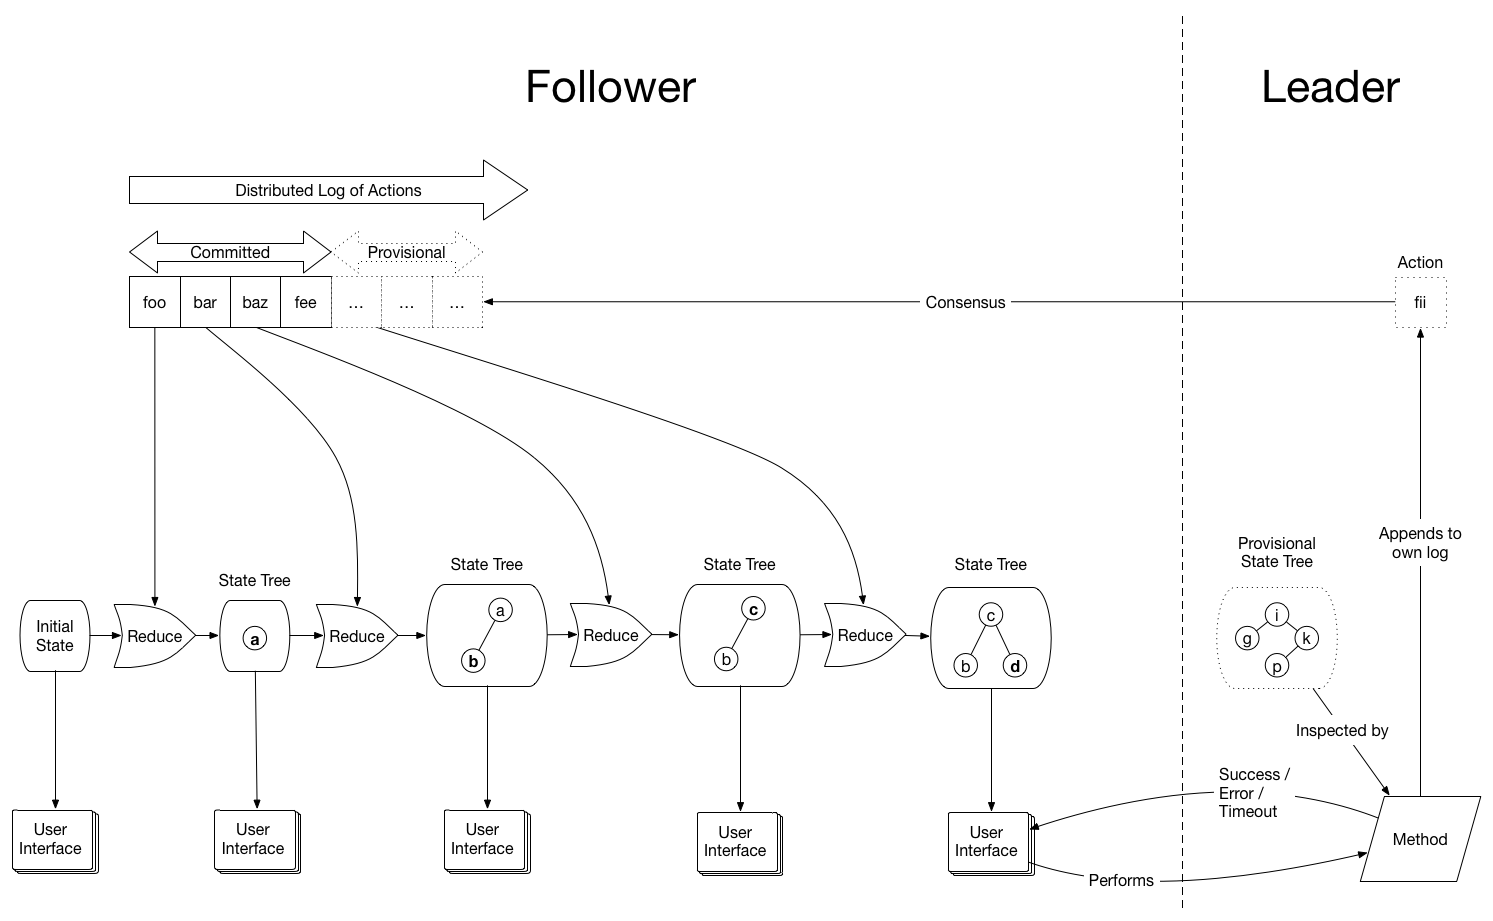 Follower
Leader
Distributed Log of Actions
Committed
Provisional
foo
bar
baz
fee
...
...
...
Consensus
Action
fii
Appends to
own log
Provisional
State Tree
i
g
k
p
Inspected by
State Tree
State Tree
State Tree
State Tree
Initial
State
Reduce
a
Reduce
a
b
Reduce
c
b
Reduce
c
b
d
User
Interface
User
Interface
User
Interface
User
Interface
User
Interface
Success /
Error /
Timeout
Method
Performs